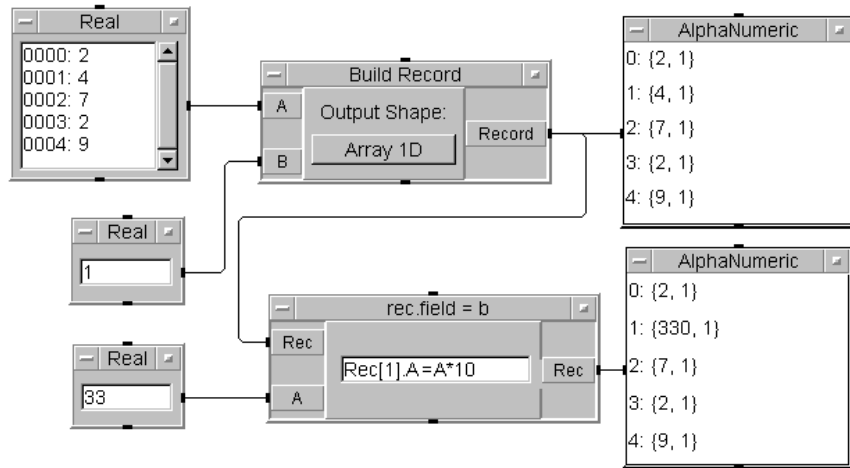 Real
0000: 2
0001: 4
0002: 7
0003: 2
0004: 9
Build Record
A
B
Output Shape:
Array 1D
Record
AlphaNumeric
0: {2, 1}
1: {4, 1}
2: {7, 1}
3: {2, 1}
4: {9, 1}
Real
1
Real
33
rec.field = b
Rec
A
Rec[1].A=A*10
Rec
AlphaNumeric
0: {2, 1}
1: {330, 1}
2: {7, 1}
3: {2, 1}
4: {9, 1}